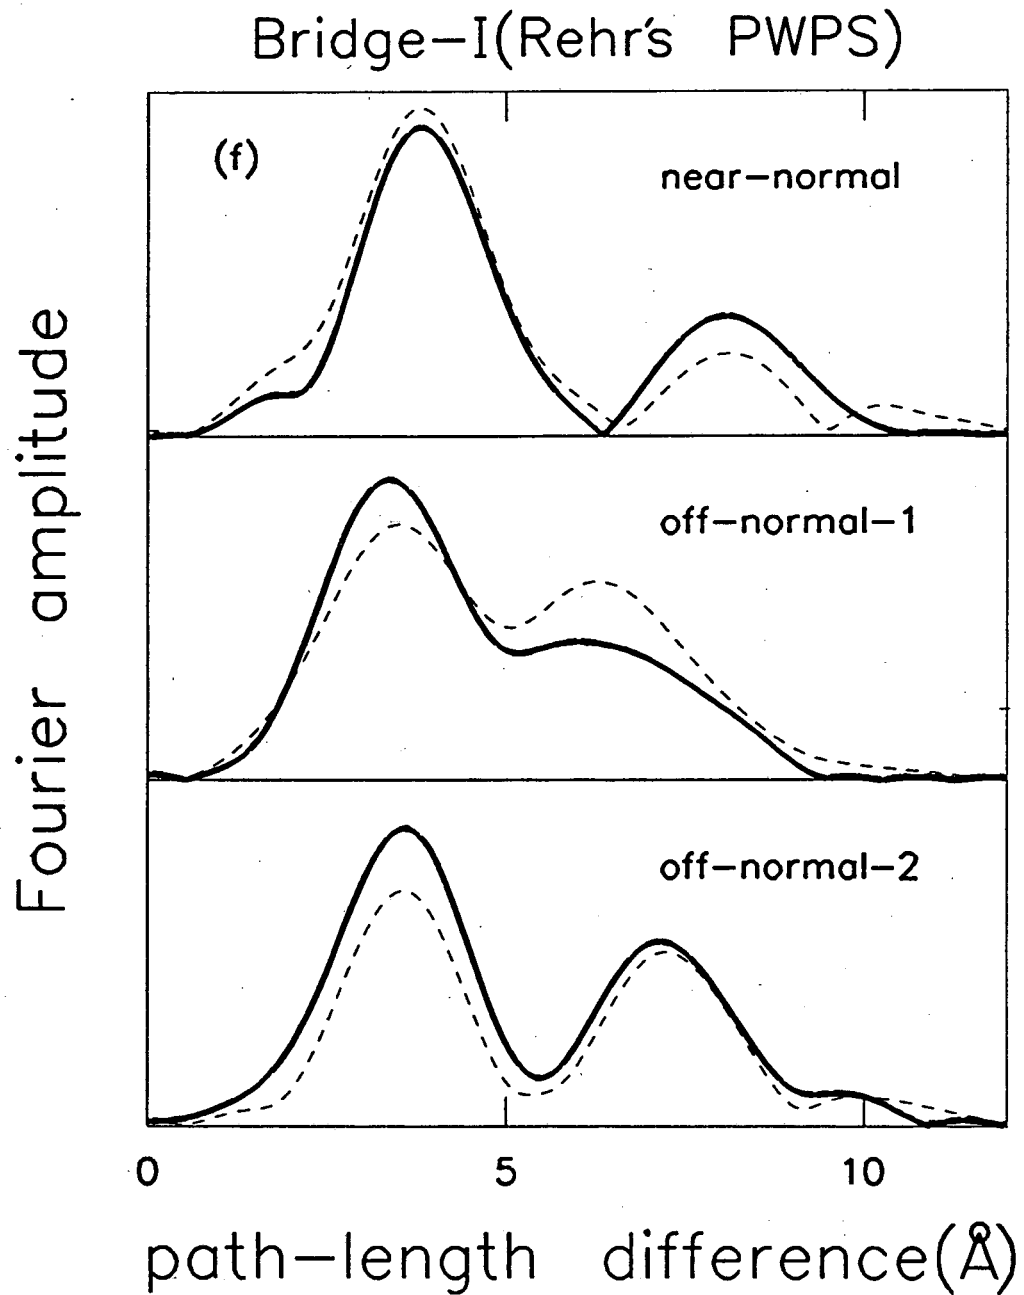 Bridge-I(Rehr's PWPS)
(f)
near-normal
off-normal-1
off-normal-2
Fourier amplitude
0 5 10
path-length difference(Å)